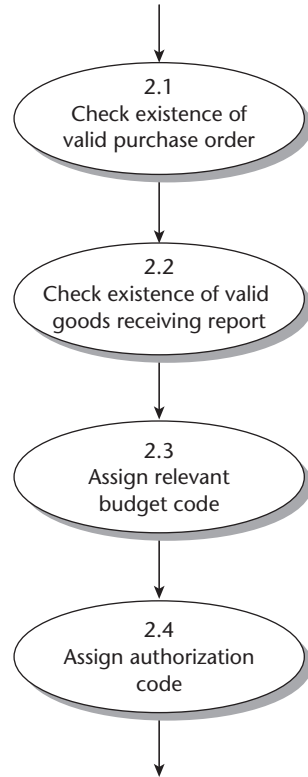 2.1
Check existence of
valid purchase order
2.2
Check existence of valid
goods receiving report
2.3
Assign relevant
budget code
2.4
Assign authorization
code